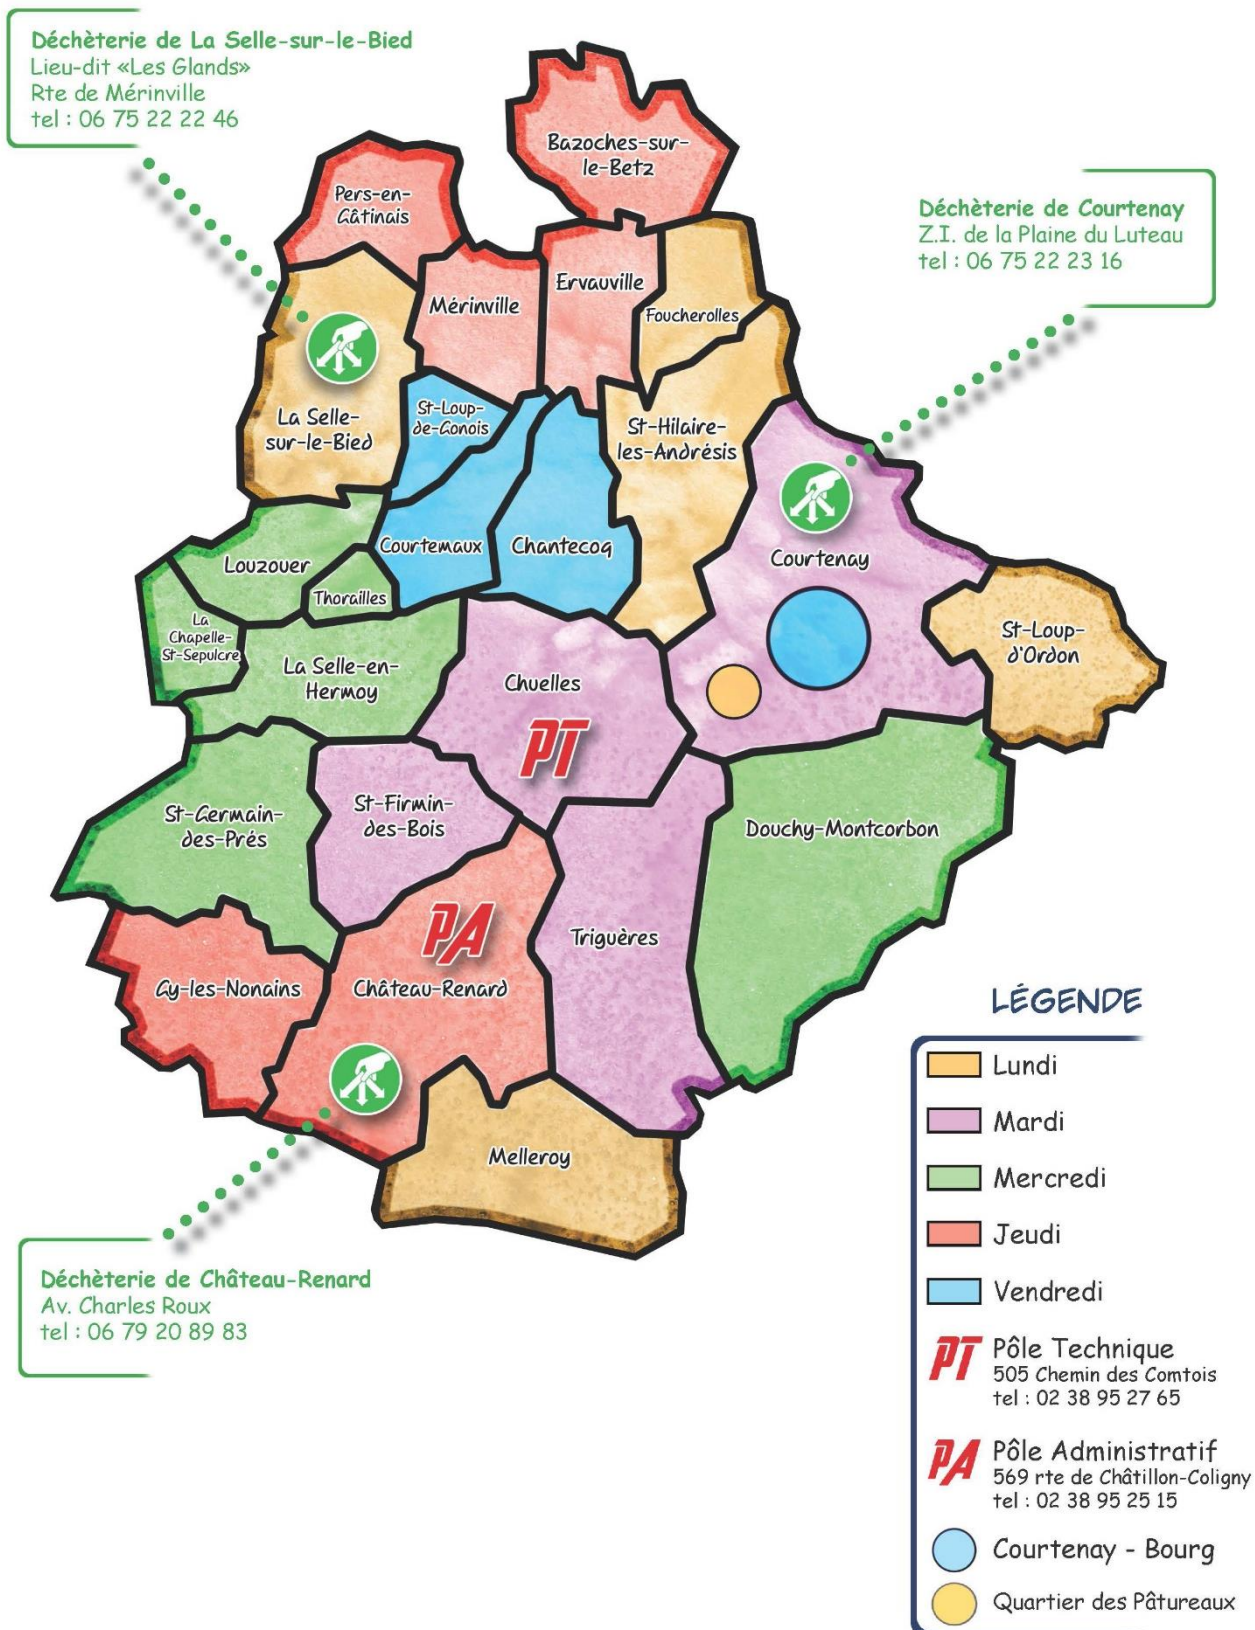 Déchèterie de La Selle-sur-le-Bied
Lieu-dit «Les Glands»
Rte de Mérinville
tel : 06 75 22 22 46
Bazoches-sur-
le-Betz
Pers-en-
Gâtinais
Déchèterie de Courtenay
Z.I. de la Plaine du Luteau
tel : 06 75 22 23 16
Ervauville
Mérinville
Foucherolles
La Selle-
sur-le-Bied
St-Loup-
de-Gonois
St-Hilaire-
les-Andrésis
Courtemaux
Chantecoq
Courtenay
Louzouer
Thorailles
La
Chapelle-
St-Sepulcre
St-Loup-
d'Ordon
La Selle-en-
Hermoy
Chuelles
PT
St-Germain-
des-Prés
St-Firmin-
des-Bois
Douchy-Montcorbon
PA
Triguères
Gy-les-Nonains
Château-Renard
Melleroy
Déchèterie de Château-Renard
Av. Charles Roux
tel : 06 79 20 89 83
LÉGENDE
Lundi
Mardi
Mercredi
Jeudi
Vendredi
PT Pôle Technique
505 Chemin des Comtois
tel : 02 38 95 27 65
PA Pôle Administratif
569 rte de Châtillon-Coligny
tel : 02 38 95 25 15
Courtenay - Bourg
Quartier des Pâtureaux